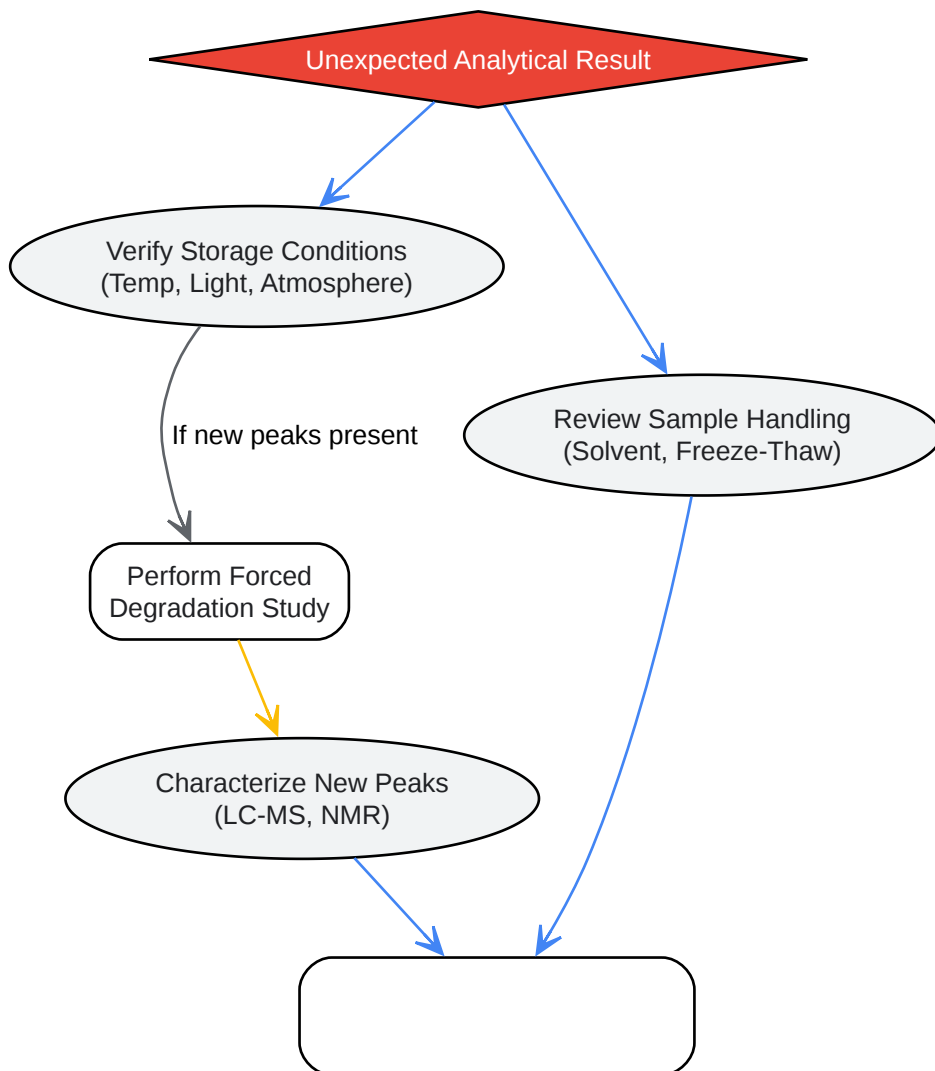 Unexpected Analytical Result
Verify Storage Conditions
(Temp, Light, Atmosphere)
Review Sample Handling
(Solvent, Freeze-Thaw)
If new peaks present
Perform Forced
Degradation Study
Characterize New Peaks
(LC-MS, NMR)